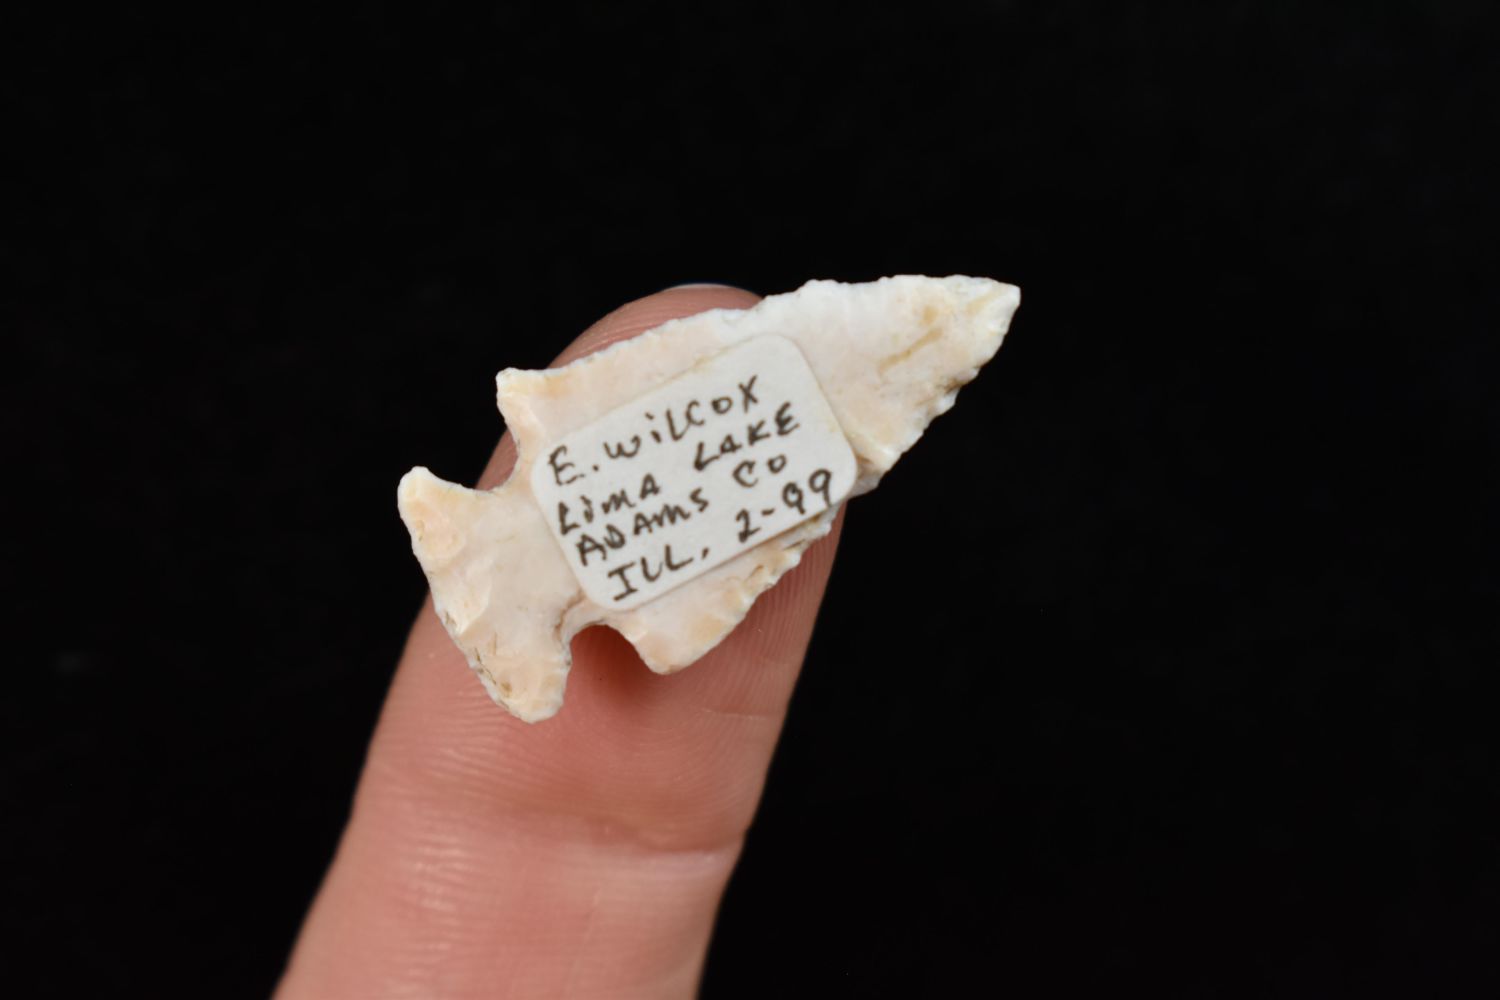 E. WiLCOX
LiMA LAKE
ADAMS CO
ILL. 2-99